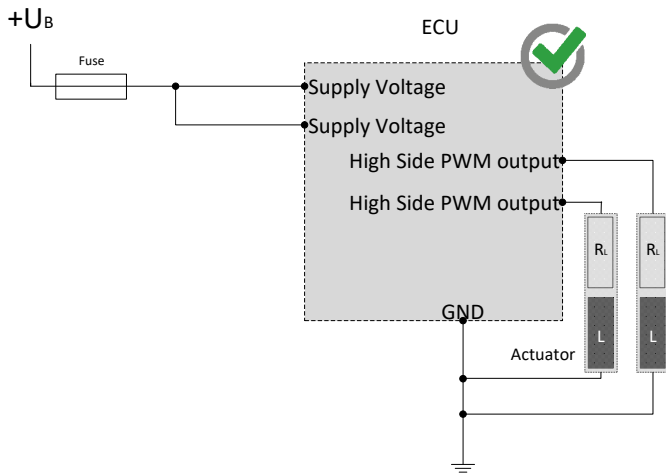 +UB
ECU
Fuse
Supply Voltage
Supply Voltage
High Side PWM output
High Side PWM output
RL RL
GND
L L
Actuator